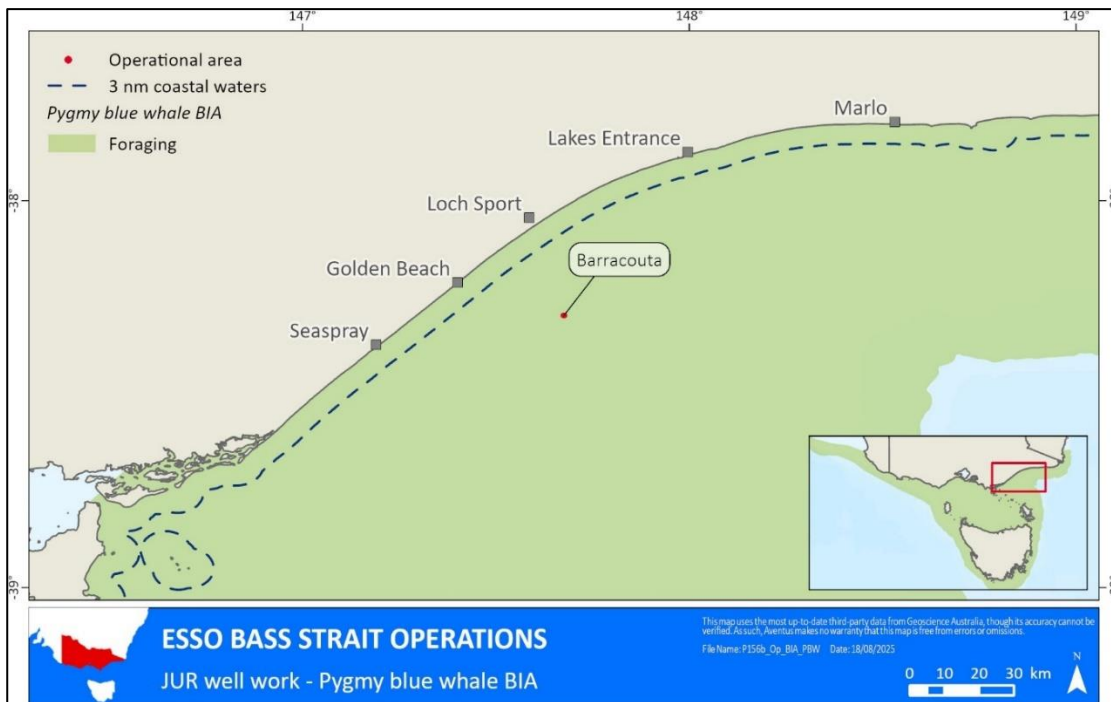 147°
148°
149°
Operational area
3 nm coastal waters
Pygmy blue whale BIA
Foraging
Marlo
Lakes Entrance
-38°
Loch Sport
Barracouta
Golden Beach
Seaspray
-39°
ESSO BASS STRAIT OPERATIONS
JUR well work - Pygmy blue whale BIA
This map uses the most up-to-date third-party data from Geoscience Australia, though its accuracy cannot be
verified. As such, Aventus makes no warranty that this map is free from errors or omissions.
File Name: P156b_Op_BIA_PBW Date: 18/08/2025
N
0 10 20 30 km